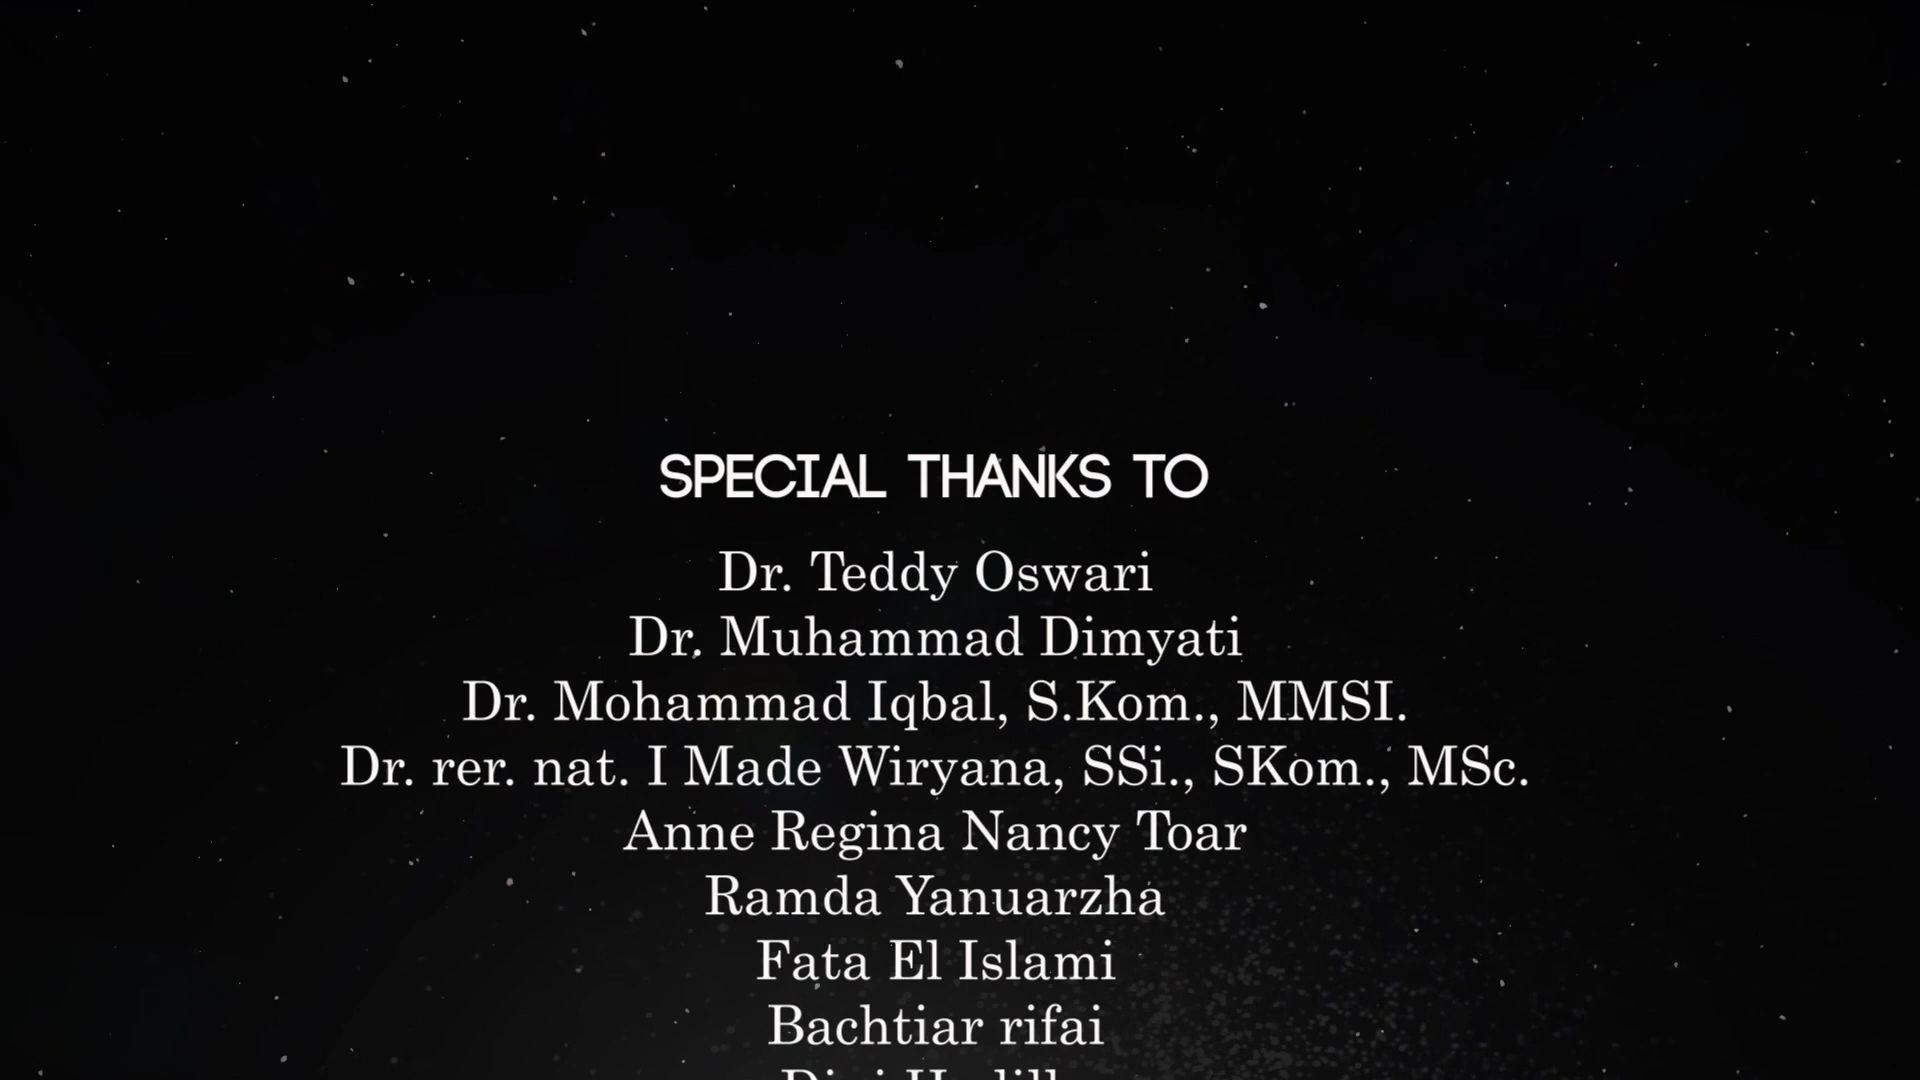 SPECIAL THANKS TO
Dr. Teddy Oswari
Dr. Muhammad Dimyati
Dr. Mohammad Iqbal, S.Kom., MMSI.
Dr. rer. nat. I Made Wiryana, SSi., SKom., MSc.
Anne Regina Nancy Toar
Ramda Yanuarzha
Fata El Islami
Bachtiar rifai